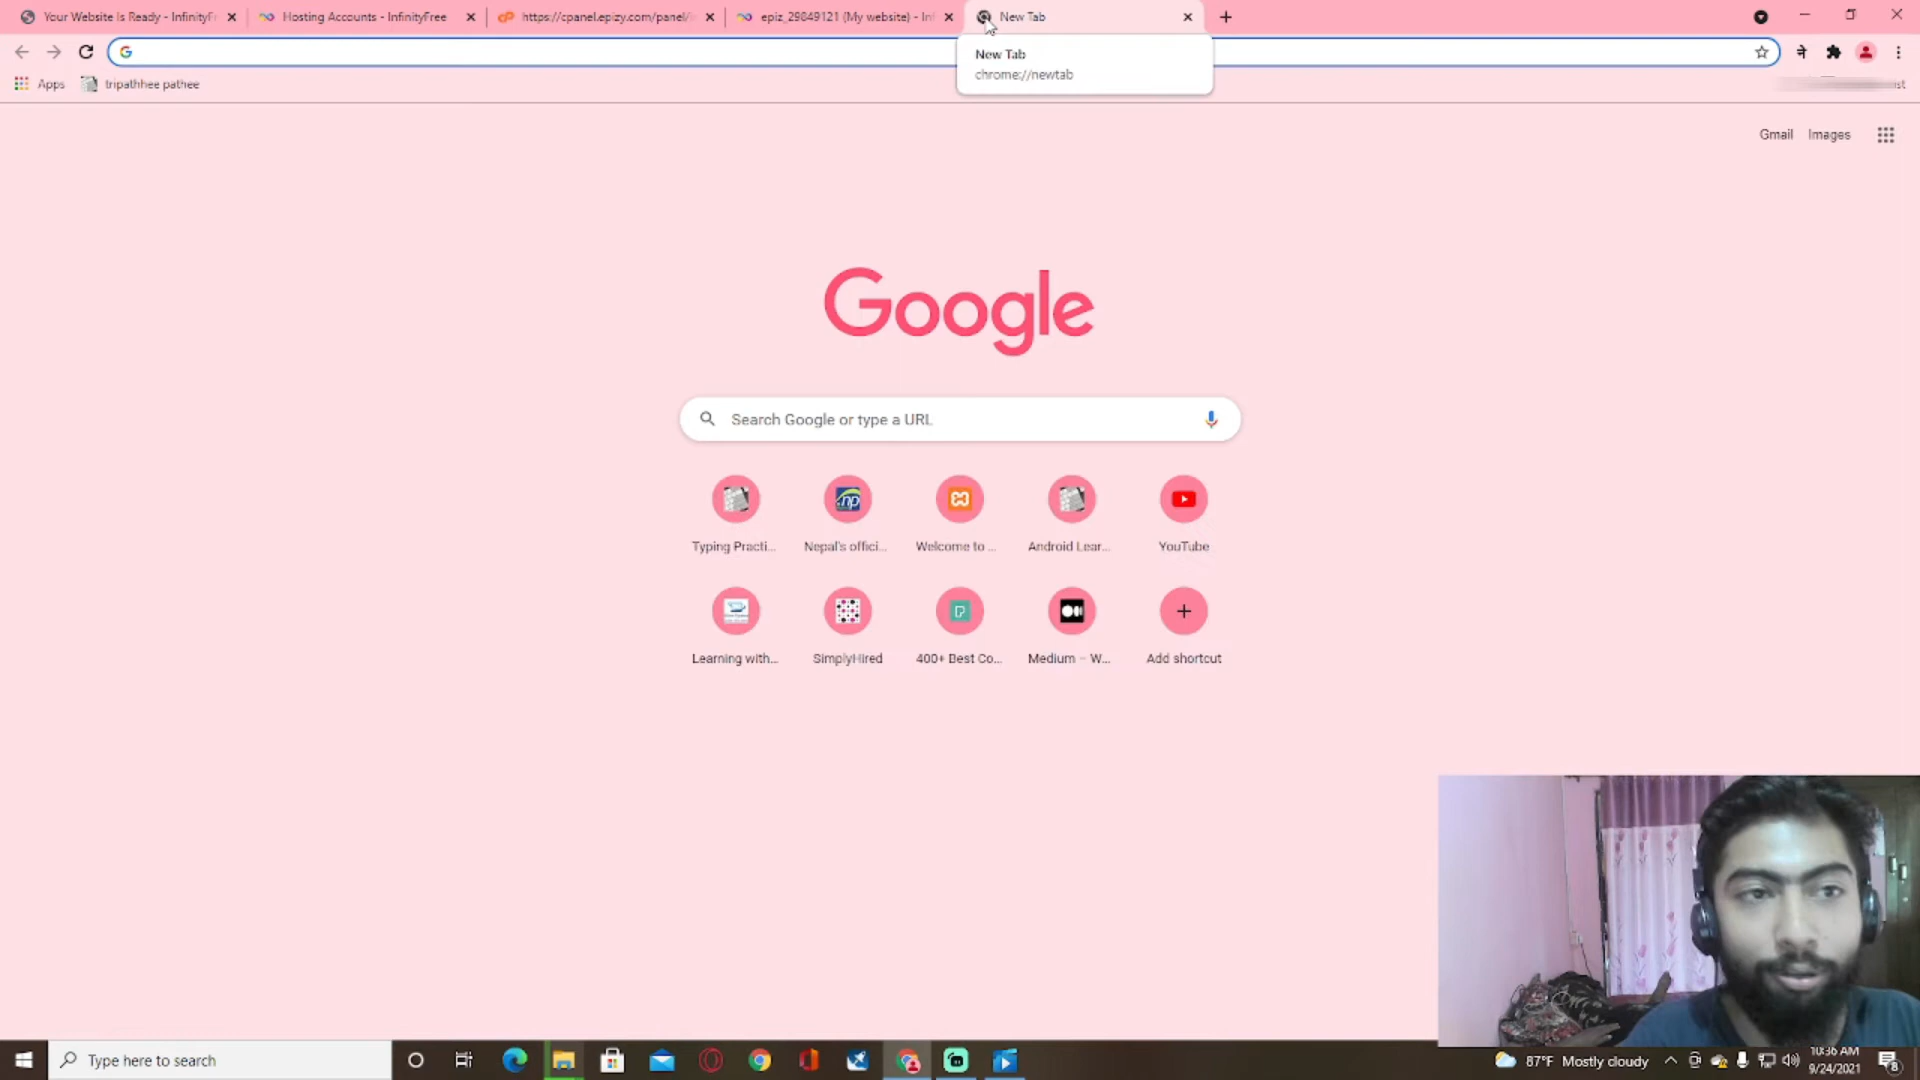 Your Website Is Ready - InfinityFr
Hosting Accounts - InfinityFree
https://cpanel.epizy.com/panel/
epiz_29849121 (My website) - Inf
New Tab
New Tab
chrome://newtab
Apps
tripathhee pathee
Gmail
Images
Google
Search Google or type a URL
Typing Practi...
Nepal's offici...
Welcome to ...
Android Lear...
YouTube
Learning with...
SimplyHired
400+ Best Co...
Medium – W...
Add shortcut
Type here to search
87°F Mostly cloudy
10:36 AM
9/24/2021